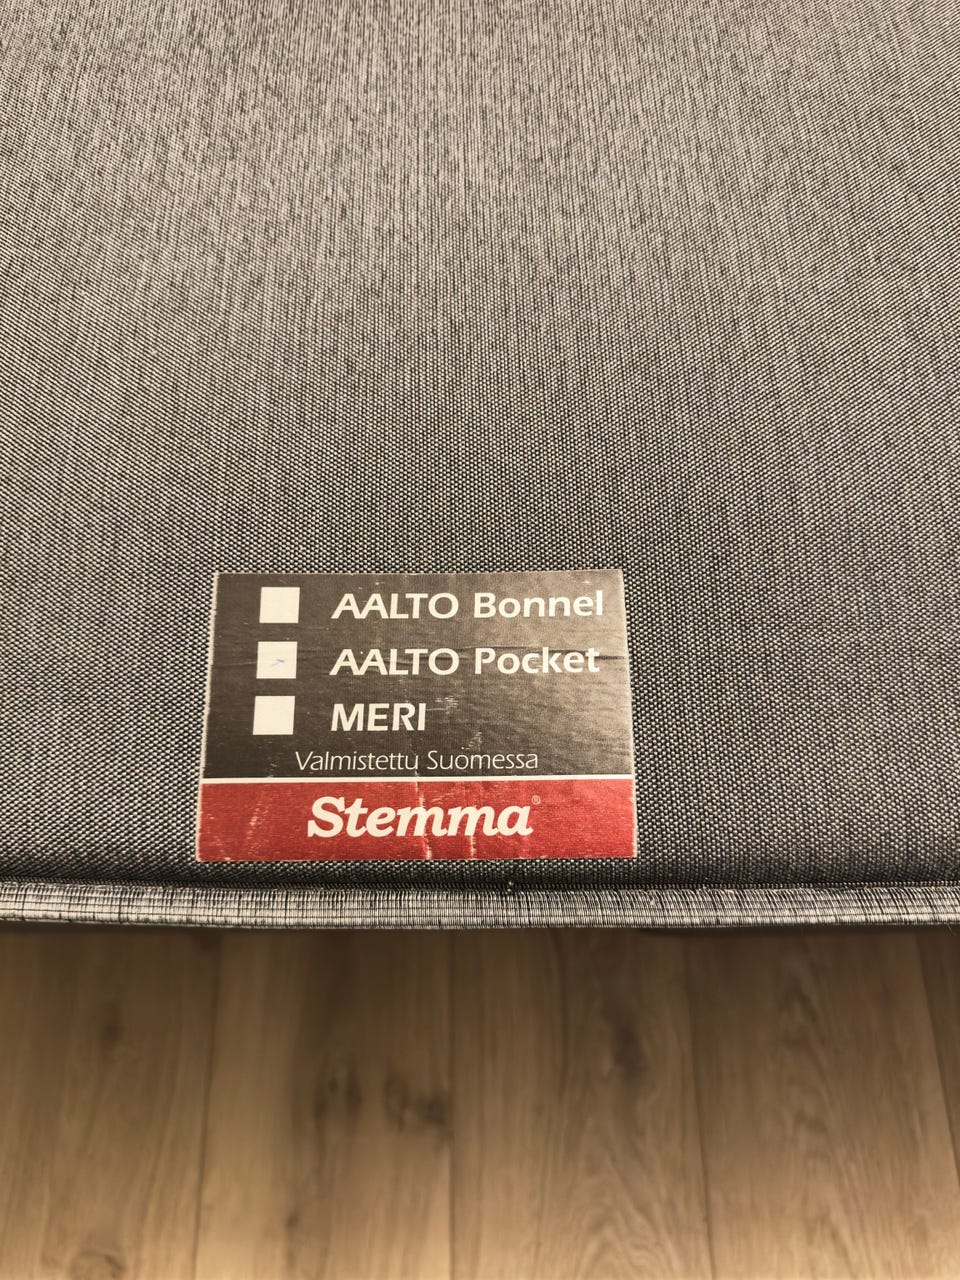 AALTO Bonnel
AALTO Pocket
MERI
Valmistettu Suomessa
Stemma®